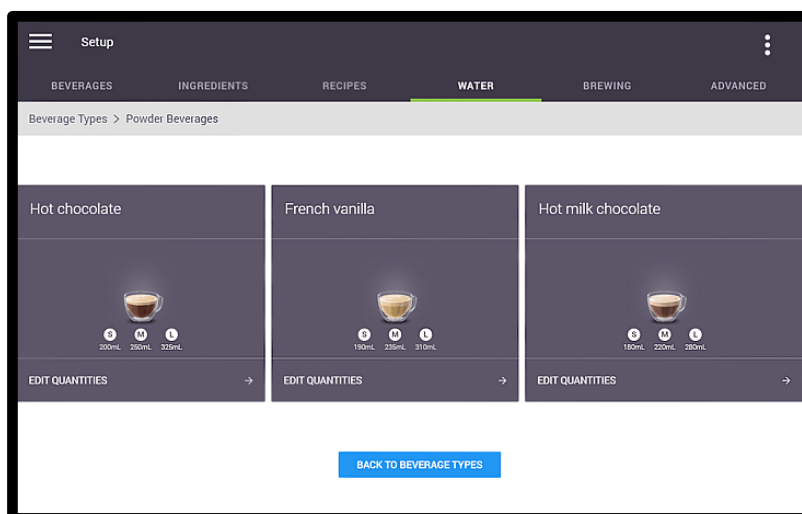 Setup
BEVERAGES INGREDIENTS RECIPES WATER BREWING ADVANCED
Beverage Types > Powder Beverages
Hot chocolate French vanilla Hot milk chocolate
S M L S M L S M L
200mL 250mL 325mL 190mL 235mL 310mL 180mL 220mL 280mL
EDIT QUANTITIES → EDIT QUANTITIES → EDIT QUANTITIES →
BACK TO BEVERAGE TYPES